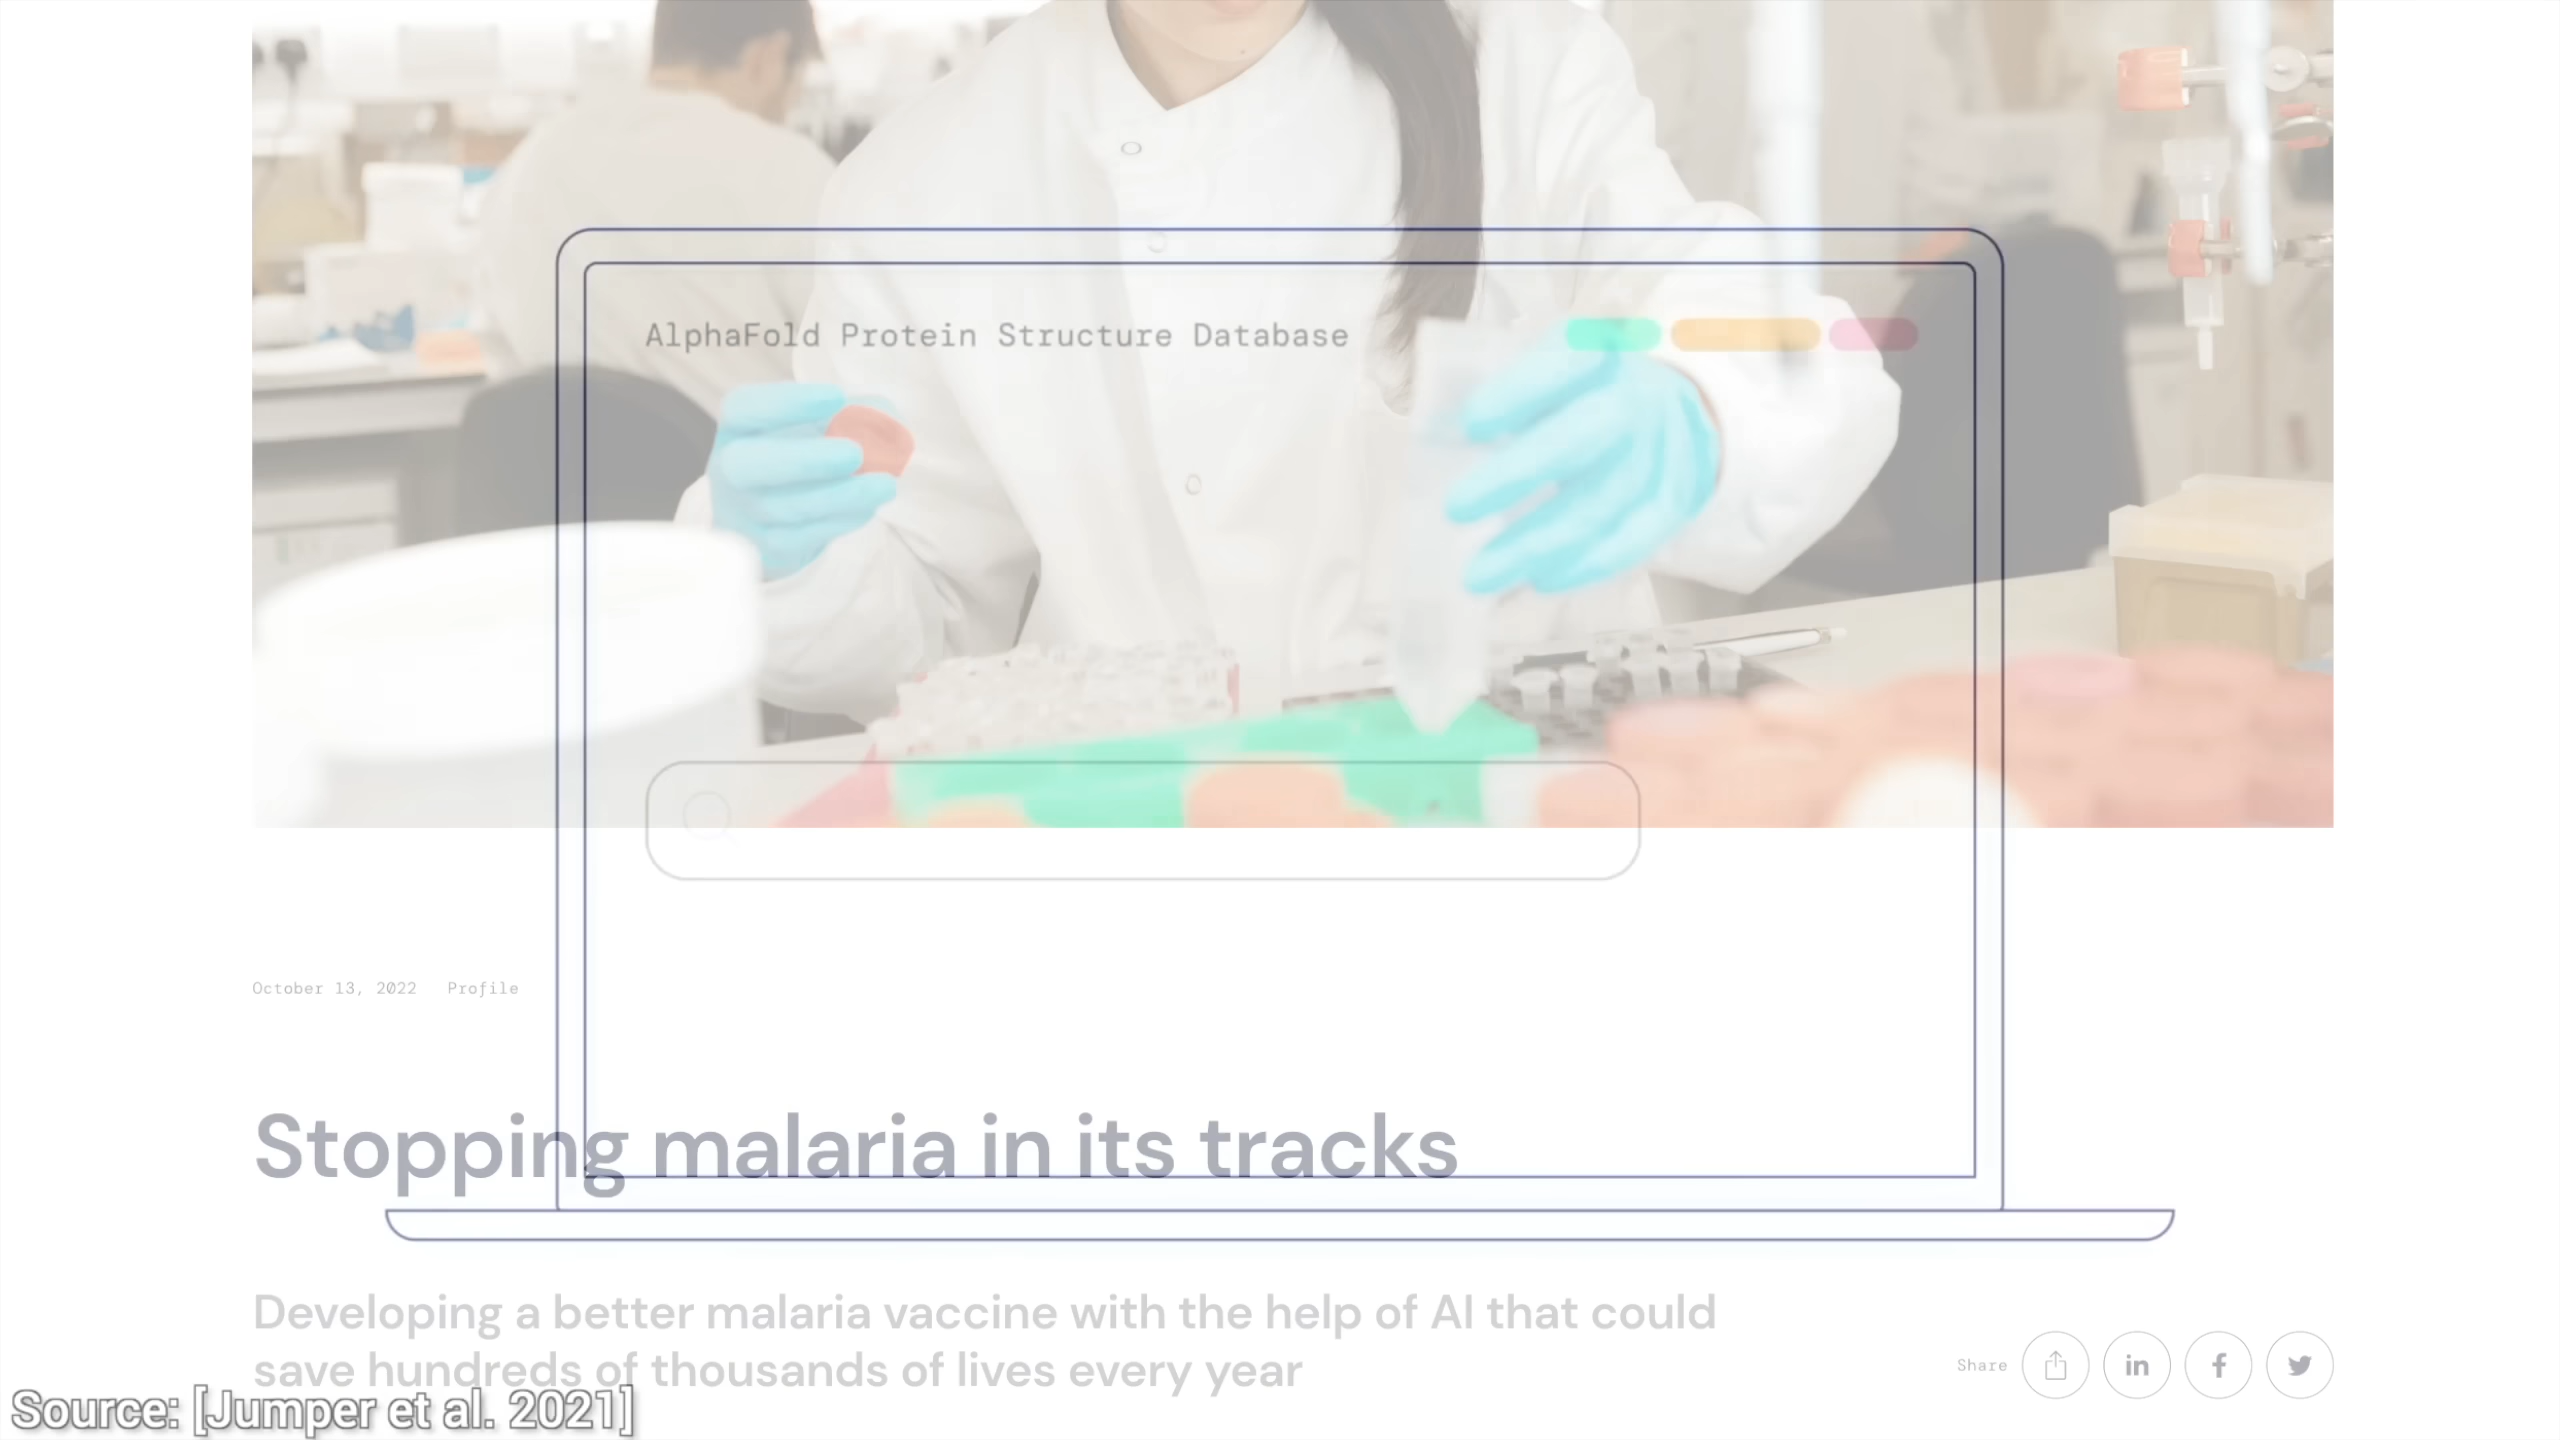 AlphaFold Protein Structure Database
October 13, 2022 Profile
Stopping malaria in its tracks
Developing a better malaria vaccine with the help of AI that could
save hundreds of thousands of lives every year
Share
in
f
Source: [Jumper et al. 2021]